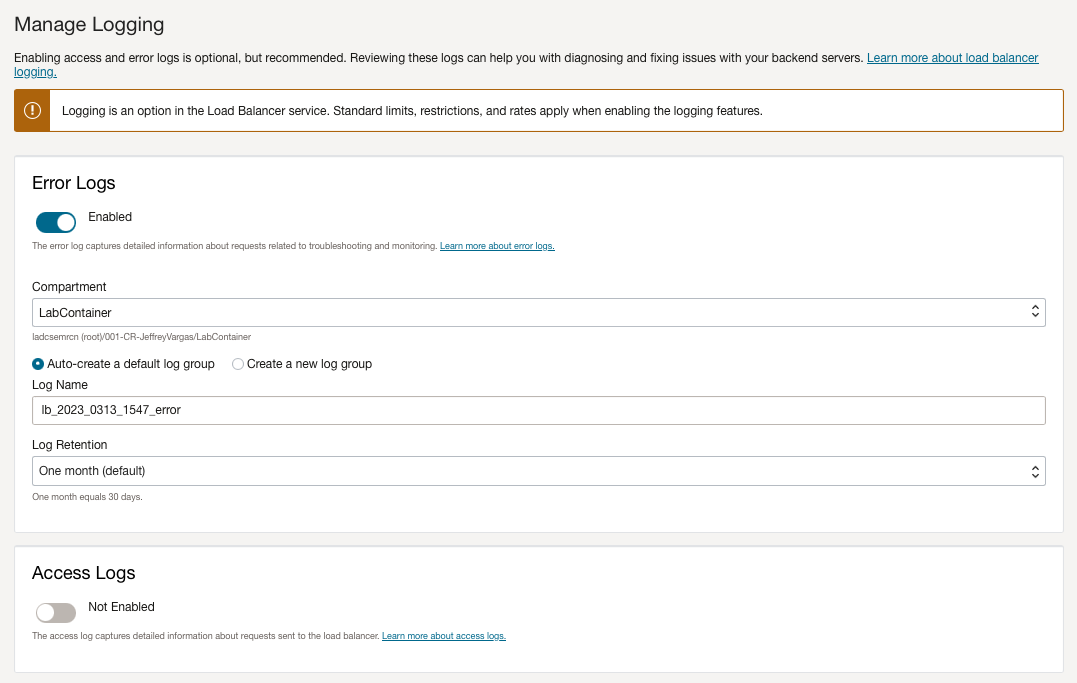 Manage Logging
Enabling access and error logs is optional, but recommended. Reviewing these logs can help you with diagnosing and fixing issues with your backend servers. Learn more about load balancer
logging.
Logging is an option in the Load Balancer service. Standard limits, restrictions, and rates apply when enabling the logging features.
Error Logs
Enabled
The error log captures detailed information about requests related to troubleshooting and monitoring. Learn more about error logs.
Compartment
LabContainer
ladcsemrcn (root)/001-CR-JeffreyVargas/LabContainer
Auto-create a default log group Create a new log group
Log Name
lb_2023_0313_1547_error
Log Retention
One month (default)
One month equals 30 days.
Access Logs
Not Enabled
The access log captures detailed information about requests sent to the load balancer. Learn more about access logs.